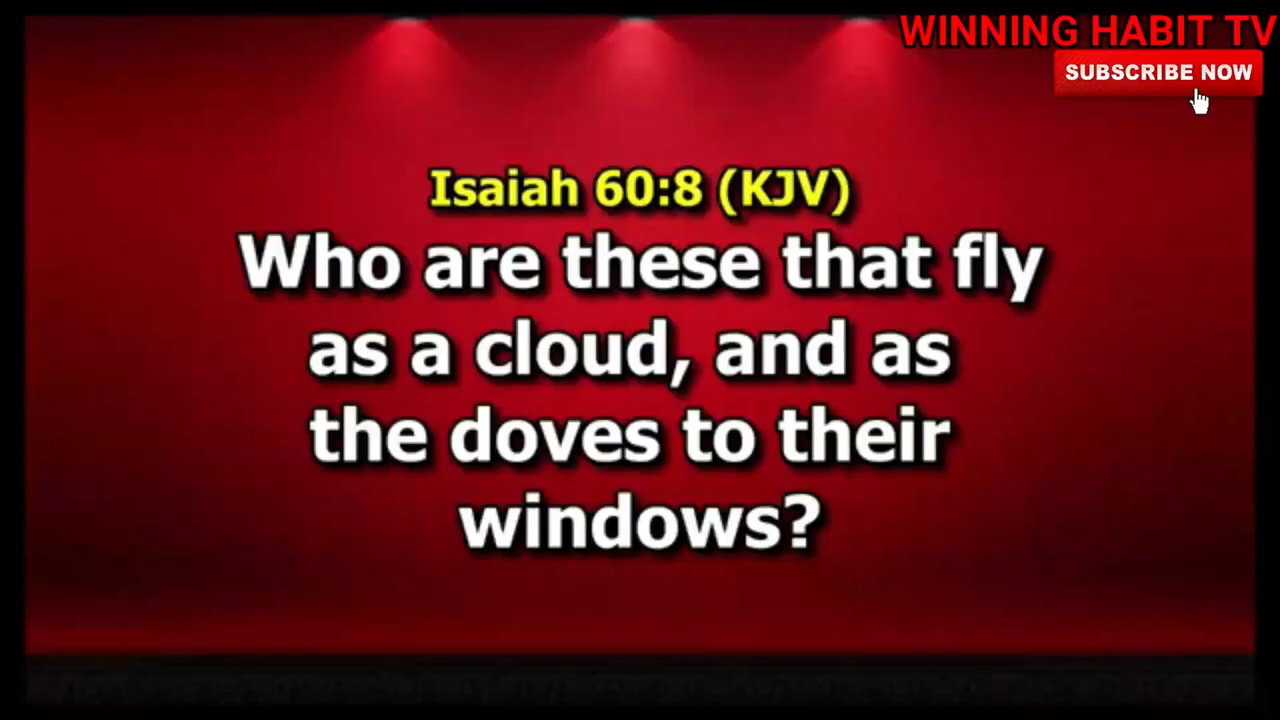 WINNING HABIT TV
SUBSCRIBE NOW
Isaiah 60:8 (KJV)
Who are these that fly
as a cloud, and as
the doves to their
windows?